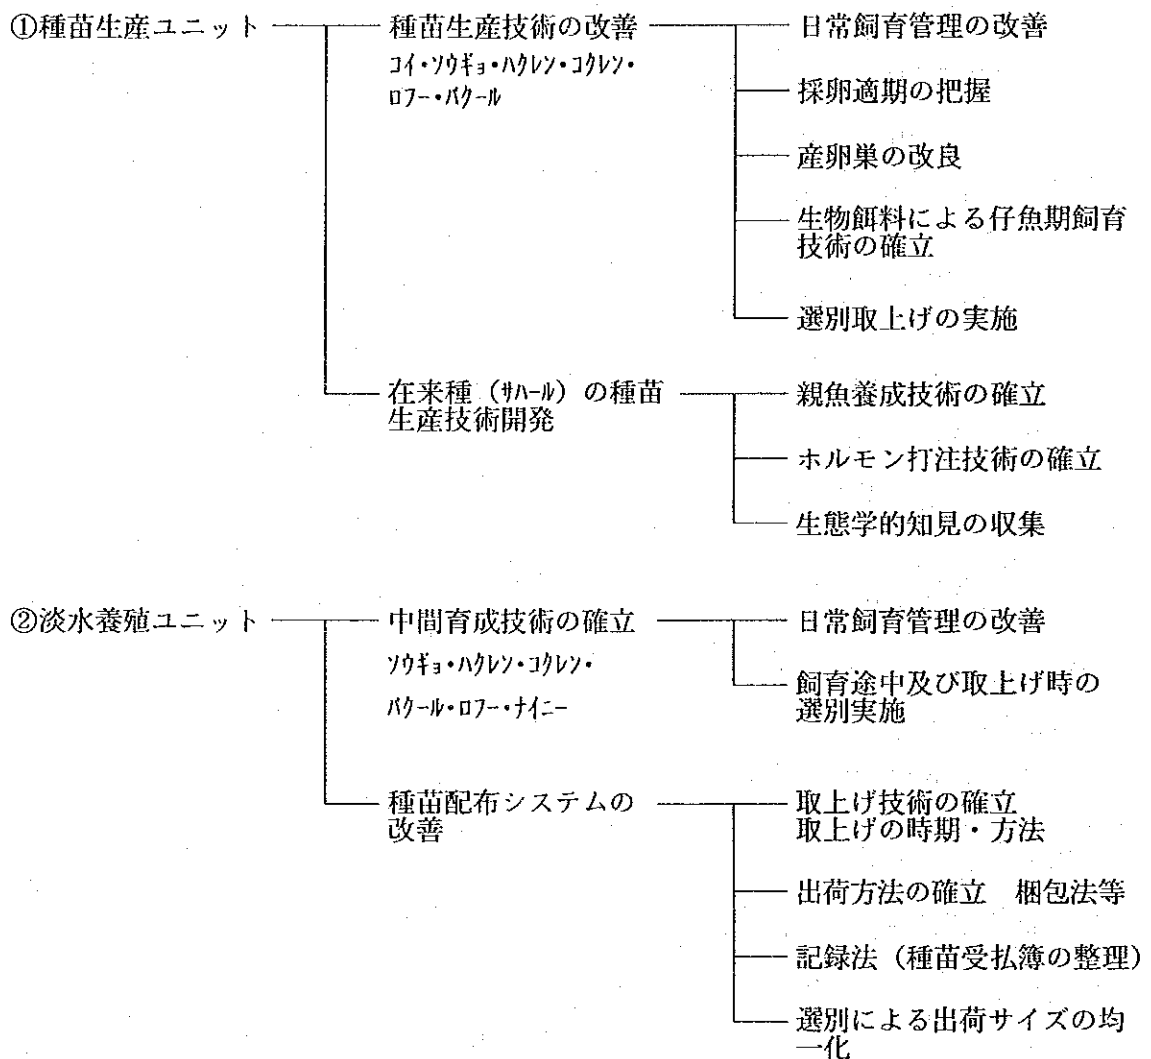 ①種苗生産ユニット
種苗生産技術の改善
コイ・ソウギョ・ハクレン・コクレン・
ロフー・バクール
日常飼育管理の改善
採卵適期の把握
産卵巣の改良
生物餌料による仔魚期飼育
技術の確立
選別取上げの実施
在来種（サハール）の種苗
生産技術開発
親魚養成技術の確立
ホルモン打注技術の確立
生態学的知見の収集
②淡水養殖ユニット
中間育成技術の確立
ソウギョ・ハクレン・コクレン・
バクール・ロフー・ナイニー
日常飼育管理の改善
飼育途中及び取上げ時の
選別実施
種苗配布システムの
改善
取上げ技術の確立
取上げの時期・方法
出荷方法の確立　梱包法等
記録法（種苗受払簿の整理）
選別による出荷サイズの均
一化